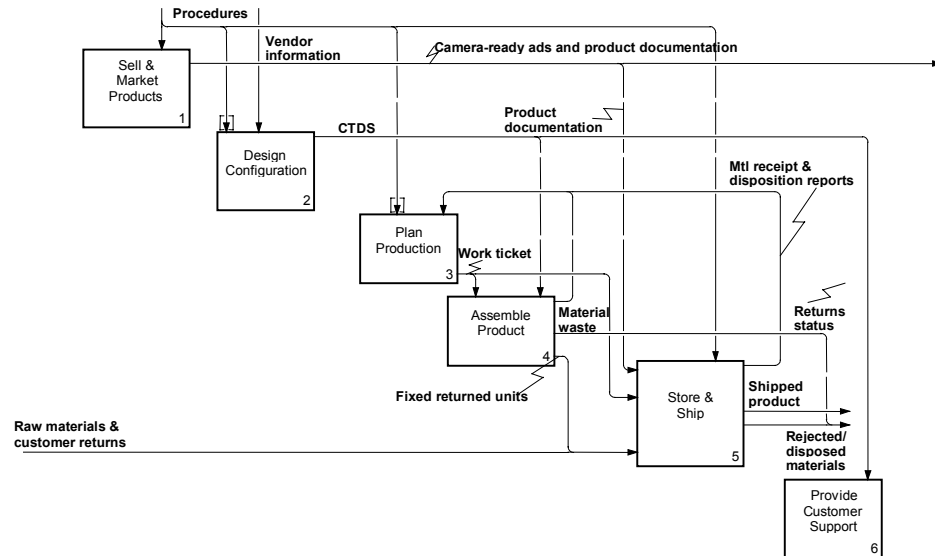 Procedures
Vendor
information
Camera-ready ads and product documentation
Sell &
Market
Products
1
Product
documentation
CTDS
Design
Configuration
2
Mtl receipt &
disposition reports
Plan
Production
3
Work ticket
Assemble
Product
4
Material
waste
Returns
status
Fixed returned units
Store &
Ship
5
Shipped
product
Raw materials &
customer returns
Rejected/
disposed
materials
Provide
Customer
Support
6